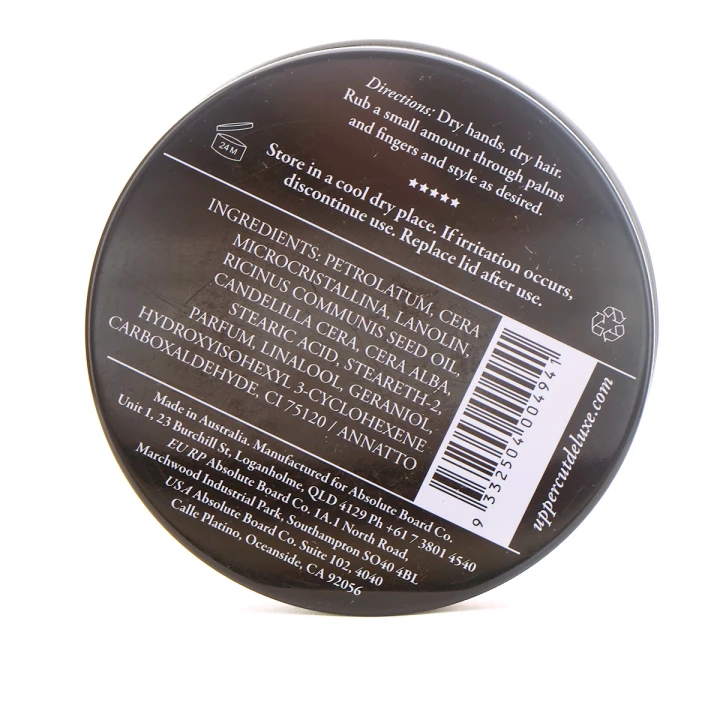 Directions: Dry hands, dry hair.
Rub a small amount through palms
and fingers and style as desired.
24M
★★★★★
Store in a cool dry place. If irritation occurs,
discontinue use. Replace lid after use.
INGREDIENTS: PETROLATUM, CERA
MICROCRISTALLINA, LANOLIN,
RICINUS COMMUNIS SEED OIL,
CANDELILLA CERA, CERA ALBA,
STEARIC ACID, STEARETH-2,
PARFUM, LINALOOL, GERANIOL,
HYDROXYISOHEXYL 3-CYCLOHEXENE
CARBOXALDEHYDE, CI 75120 / ANNATTO
9 332504 004941
uppercutdeluxe.com
Made in Australia. Manufactured for Absolute Board Co.
Unit 1, 23 Burchill St, Loganholme, QLD 4129 Ph +61 7 3801 4540
EU RP Absolute Board Co. 1A.1 North Road,
Marchwood Industrial Park, Southampton SO40 4BL
USA Absolute Board Co. Suite 102, 4040
Calle Platino, Oceanside, CA 92056